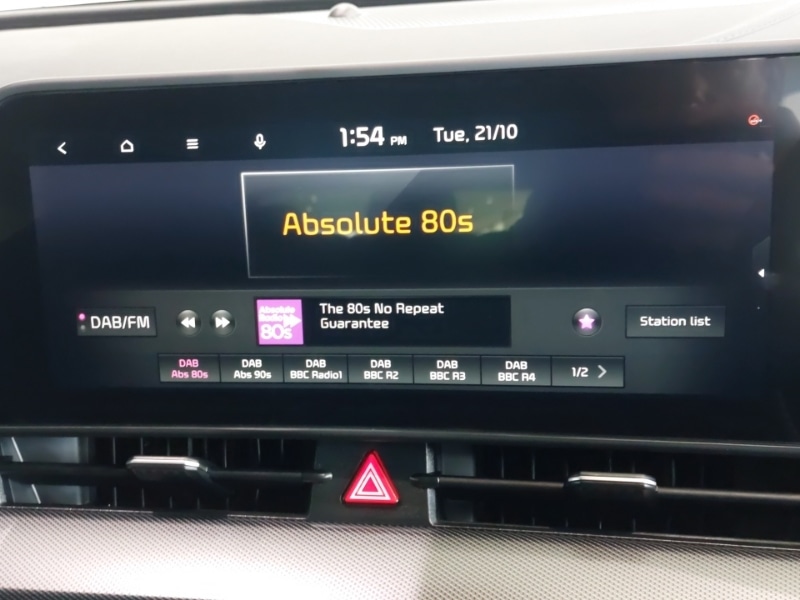 1:54 PM Tue, 21/10
Absolute 80s
DAB/FM
Absolute
80s
The 80s No Repeat
Guarantee
Station list
DAB
Abs 80s
DAB
Abs 90s
DAB
BBC Radio1
DAB
BBC R2
DAB
BBC R3
DAB
BBC R4
1/2